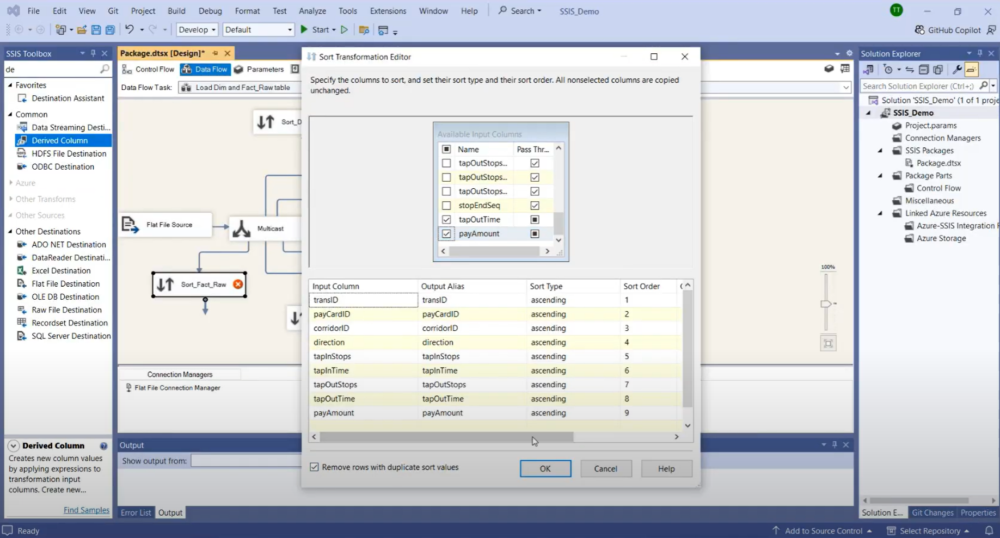 File Edit View Git Project Build Debug Format Test Analyze Tools Extensions Window Help Search SSIS_Demo TT
Develop Default Start GitHub Copilot
SSIS Toolbox
de
Favorites
Destination Assistant
Common
Data Streaming Desti...
Derived Column
HDFS File Destination
ODBC Destination
Azure
Other Transforms
Other Sources
Other Destinations
ADO NET Destination
DataReader Destinati...
Excel Destination
Flat File Destination
OLE DB Destination
Raw File Destination
Recordset Destination
SQL Server Destination
Derived Column
Creates new column values
by applying expressions to
transformation input
columns. Create new...
Find Samples
Package.dtsx [Design]*
Control Flow Data Flow Parameters
Data Flow Task: Load Dim and Fact_Raw table
Sort_D
Flat File Source
Multicast
Sort_Fact_Raw
100%
Connection Managers
Flat File Connection Manager
Output
Show output from:
Error List Output
Sort Transformation Editor
Specify the columns to sort, and set their sort type and their sort order. All nonselected columns are copied
unchanged.
Available Input Columns
Name Pass Thr...
tapOutStops...
tapOutStops...
tapOutStops...
stopEndSeq
tapOutTime
payAmount
Input Column Output Alias Sort Type Sort Order
transID transID ascending 1
payCardID payCardID ascending 2
corridorID corridorID ascending 3
direction direction ascending 4
tapInStops tapInStops ascending 5
tapInTime tapInTime ascending 6
tapOutStops tapOutStops ascending 7
tapOutTime tapOutTime ascending 8
payAmount payAmount ascending 9
Remove rows with duplicate sort values
OK Cancel Help
Solution Explorer
Search Solution Explorer (Ctrl+;)
Solution 'SSIS_Demo' (1 of 1 proje
SSIS_Demo
Project.params
Connection Managers
SSIS Packages
Package.dtsx
Package Parts
Control Flow
Miscellaneous
Linked Azure Resources
Azure-SSIS Integration R
Azure Storage
Solution E... Git Changes Properties
Ready Add to Source Control Select Repository